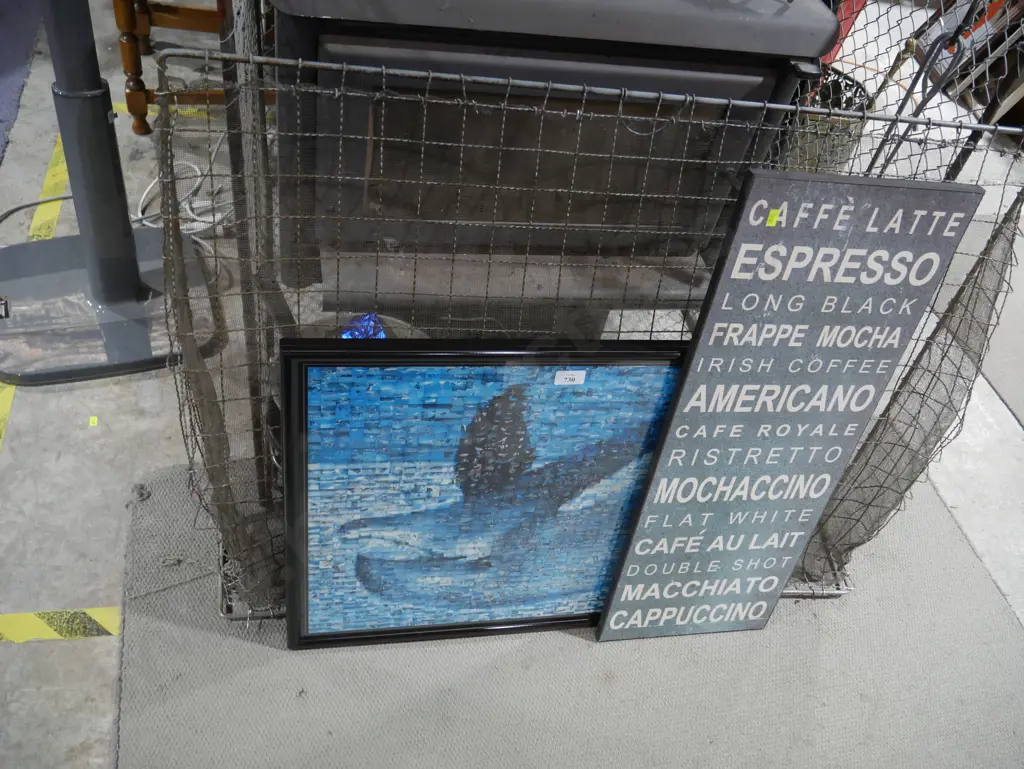 CAFFÈ LATTE
ESPRESSO
LONG BLACK
FRAPPE MOCHA
IRISH COFFEE
AMERICANO
CAFE ROYALE
RISTRETTO
MOCHACCINO
FLAT WHITE
CAFÉ AU LAIT
DOUBLE SHOT
MACCHIATO
CAPPUCCINO
730